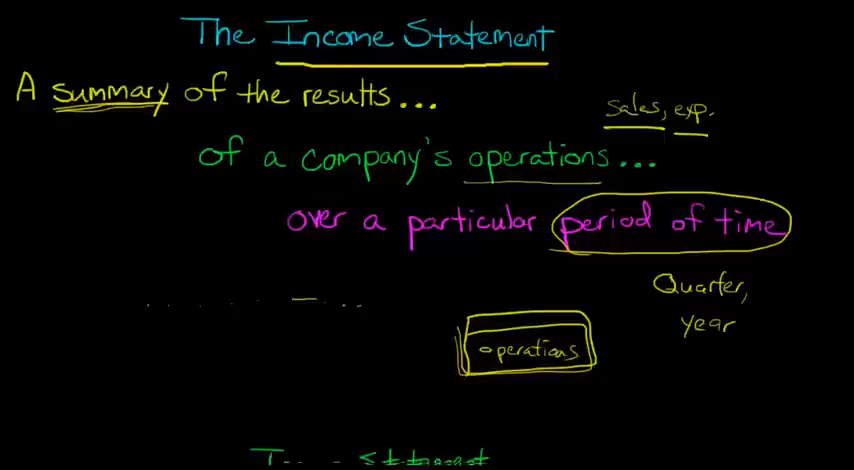 The Income Statement
A summary of the results...
sales, exp.
of a company's operations...
over a particular period of time
Quarter,
year
operations